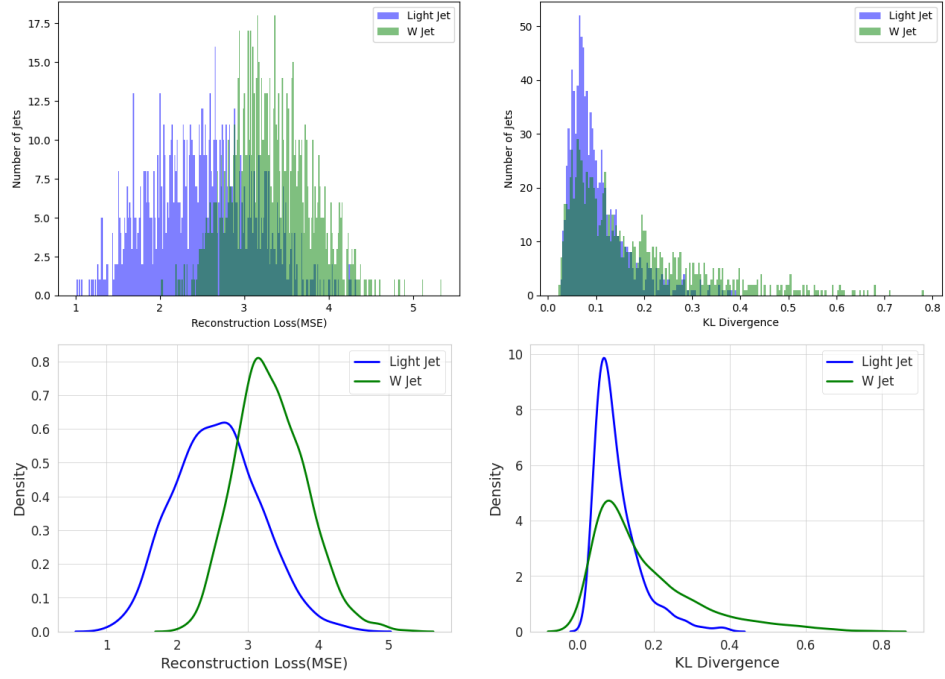 17.5
15.0
12.5
10.0
7.5
5.0
2.5
0.0
Number of Jets
Light Jet
W Jet
1 2 3 4 5
Reconstruction Loss(MSE)
50
40
30
20
10
0
Number of Jets
Light Jet
W Jet
0.0 0.1 0.2 0.3 0.4 0.5 0.6 0.7 0.8
KL Divergence
0.8
0.7
0.6
0.5
0.4
0.3
0.2
0.1
0.0
Density
Light Jet
W Jet
1 2 3 4 5
Reconstruction Loss(MSE)
10
8
6
4
2
0
Density
Light Jet
W Jet
0.0 0.2 0.4 0.6 0.8
KL Divergence